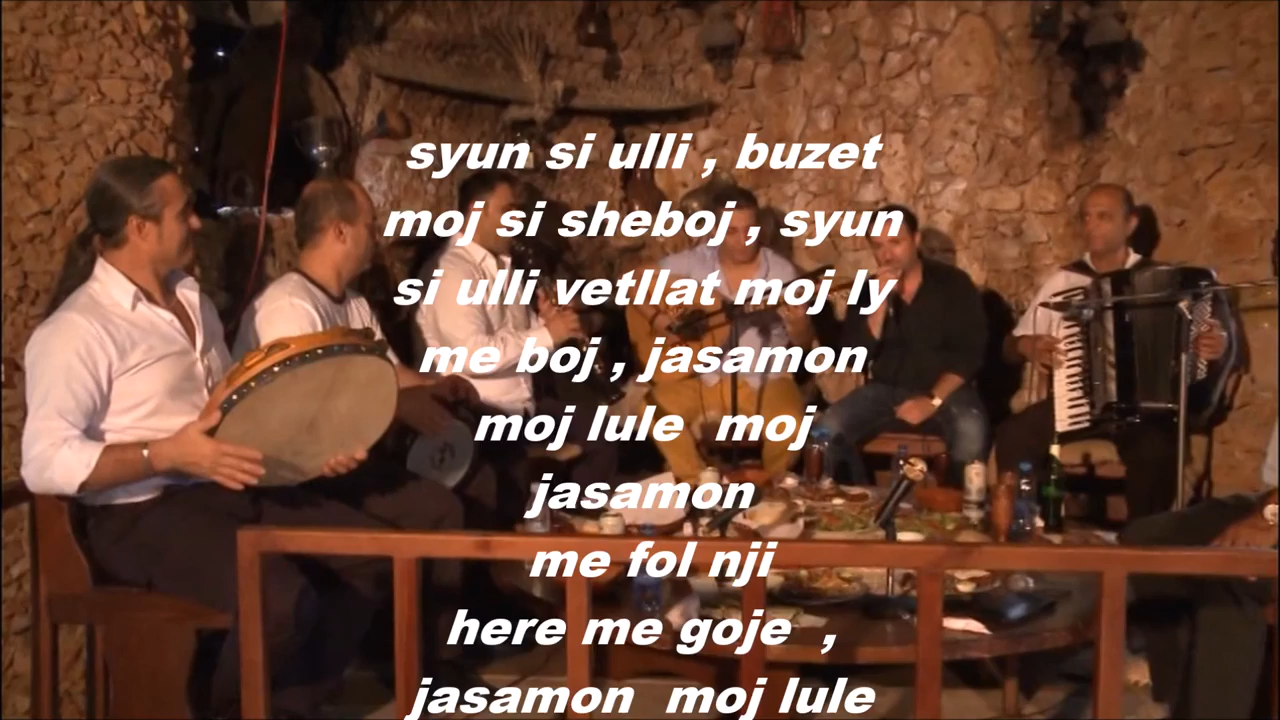 syun si ulli , buzet
moj si sheboj , syun
si ulli vetllat moj ly
me boj , jasamon
moj lule  moj
jasamon
me fol nji
here me goje  ,
jasamon  moj lule